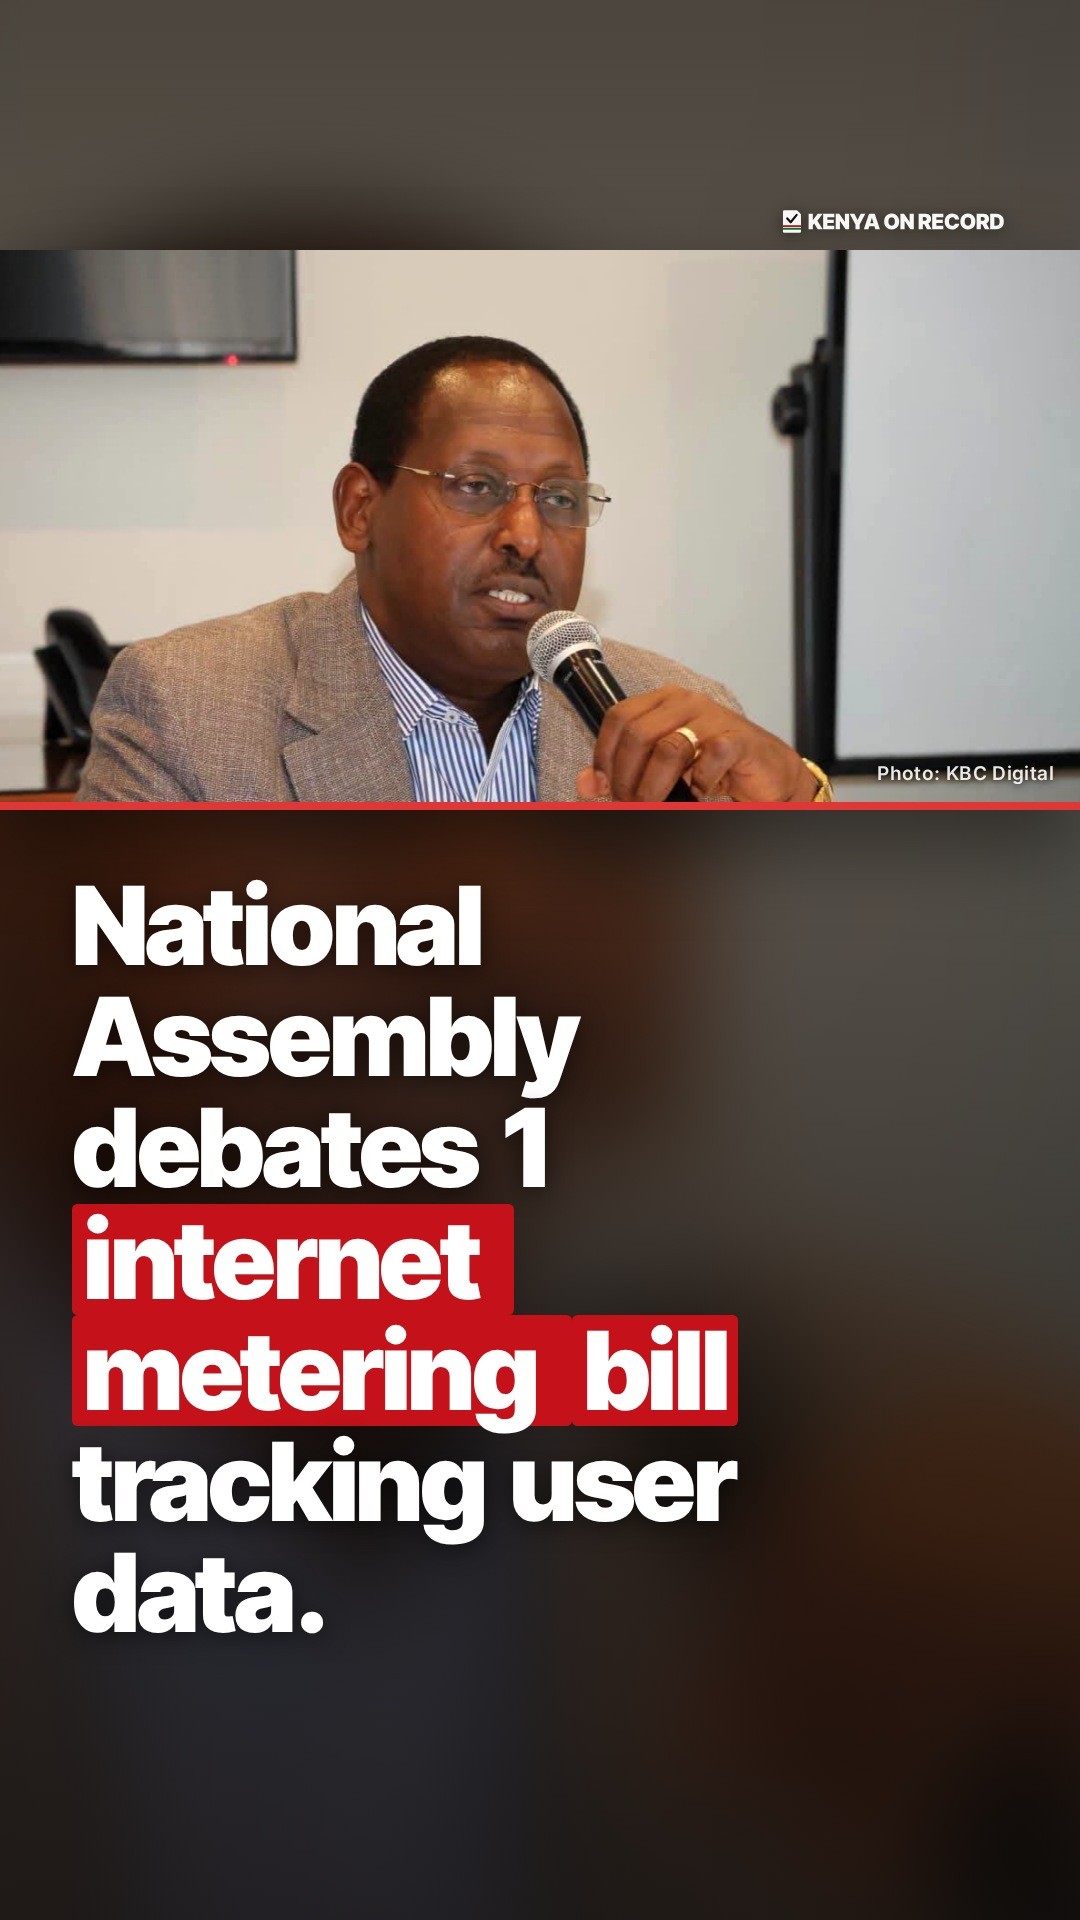 KENYA ON RECORD
Photo: KBC Digital
National
Assembly
debates 1
internet
metering bill
tracking user
data.